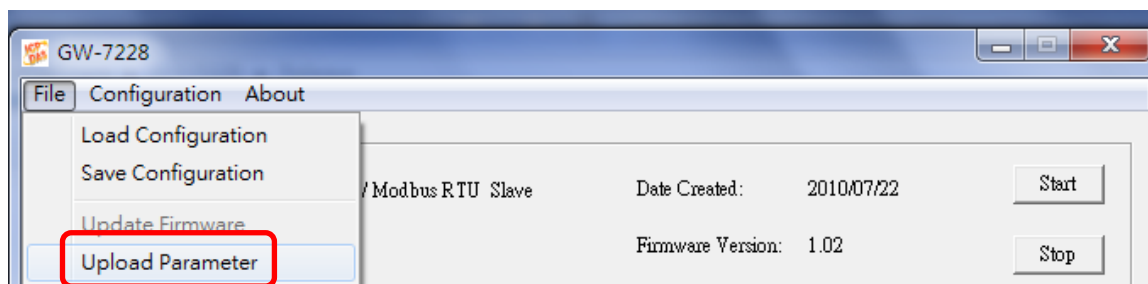 GW-7228
File Configuration About
Load Configuration
Save Configuration
/ Modbus RTU Slave Date Created: 2010/07/22 Start
Update Firmware
Firmware Version: 1.02 Stop
Upload Parameter